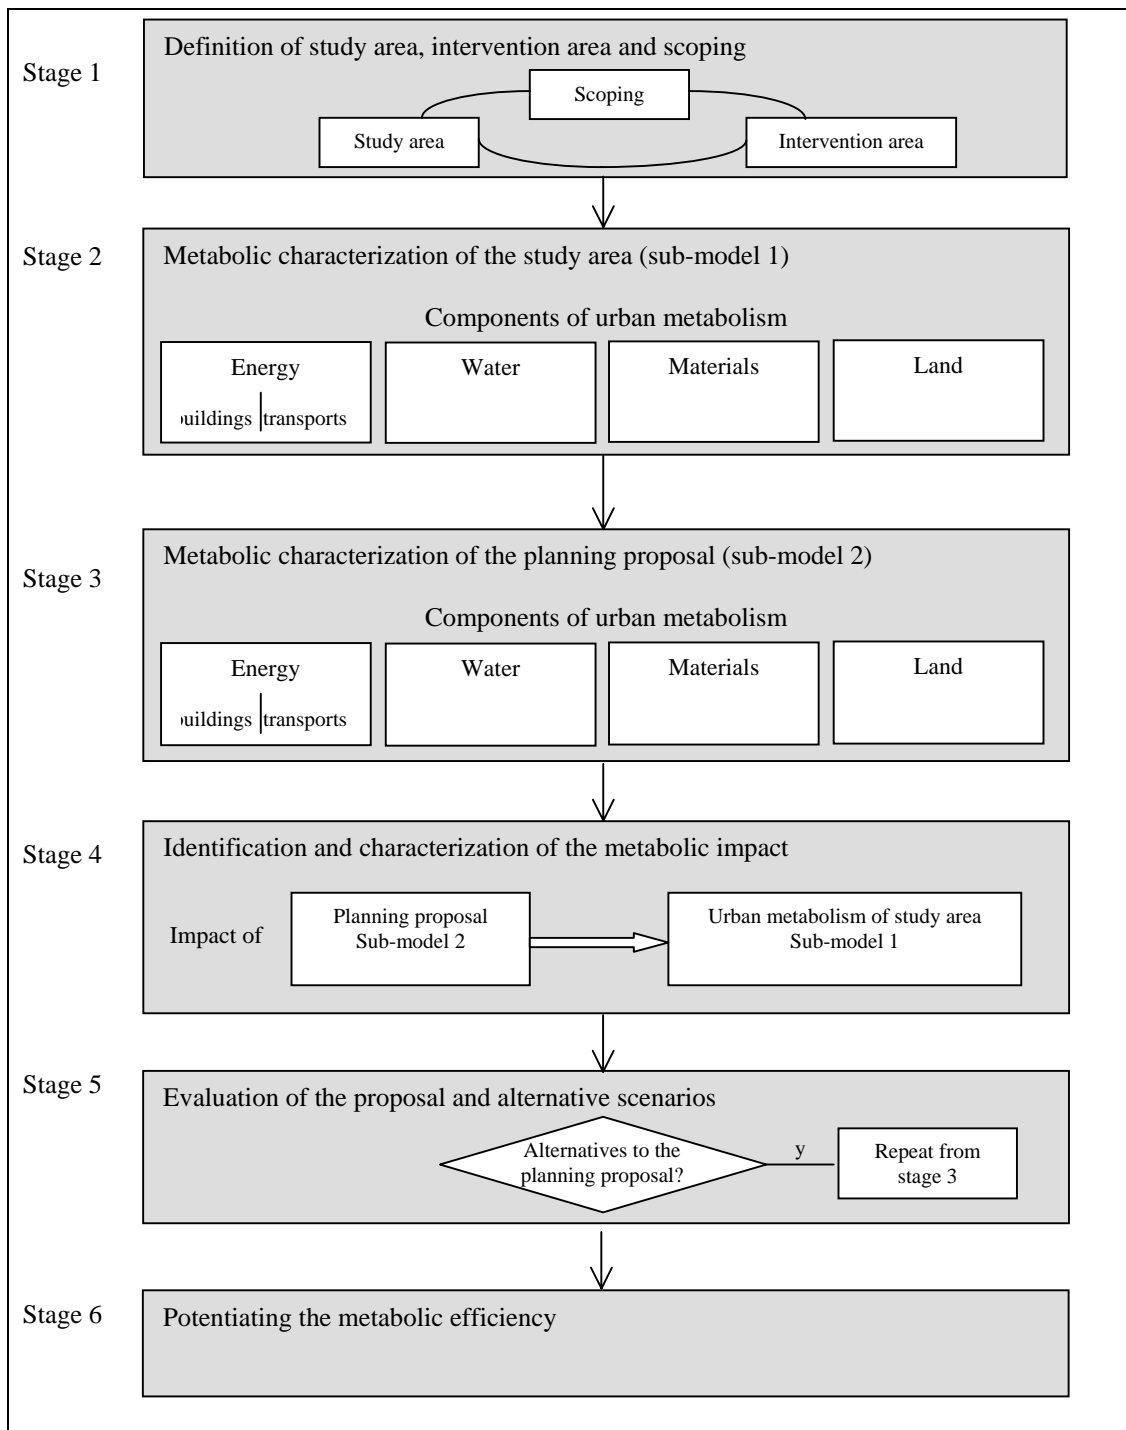 Stage 1
Definition of study area, intervention area and scoping
Scoping
Study area
Intervention area
Stage 2
Metabolic characterization of the study area (sub-model 1)
Components of urban metabolism
Energy
uildings transports
Water
Materials
Land
Stage 3
Metabolic characterization of the planning proposal (sub-model 2)
Components of urban metabolism
Energy
uildings transports
Water
Materials
Land
Stage 4
Identification and characterization of the metabolic impact
Impact of
Planning proposal
Sub-model 2
Urban metabolism of study area
Sub-model 1
Stage 5
Evaluation of the proposal and alternative scenarios
Alternatives to the
planning proposal?
y
Repeat from
stage 3
Stage 6
Potentiating the metabolic efficiency